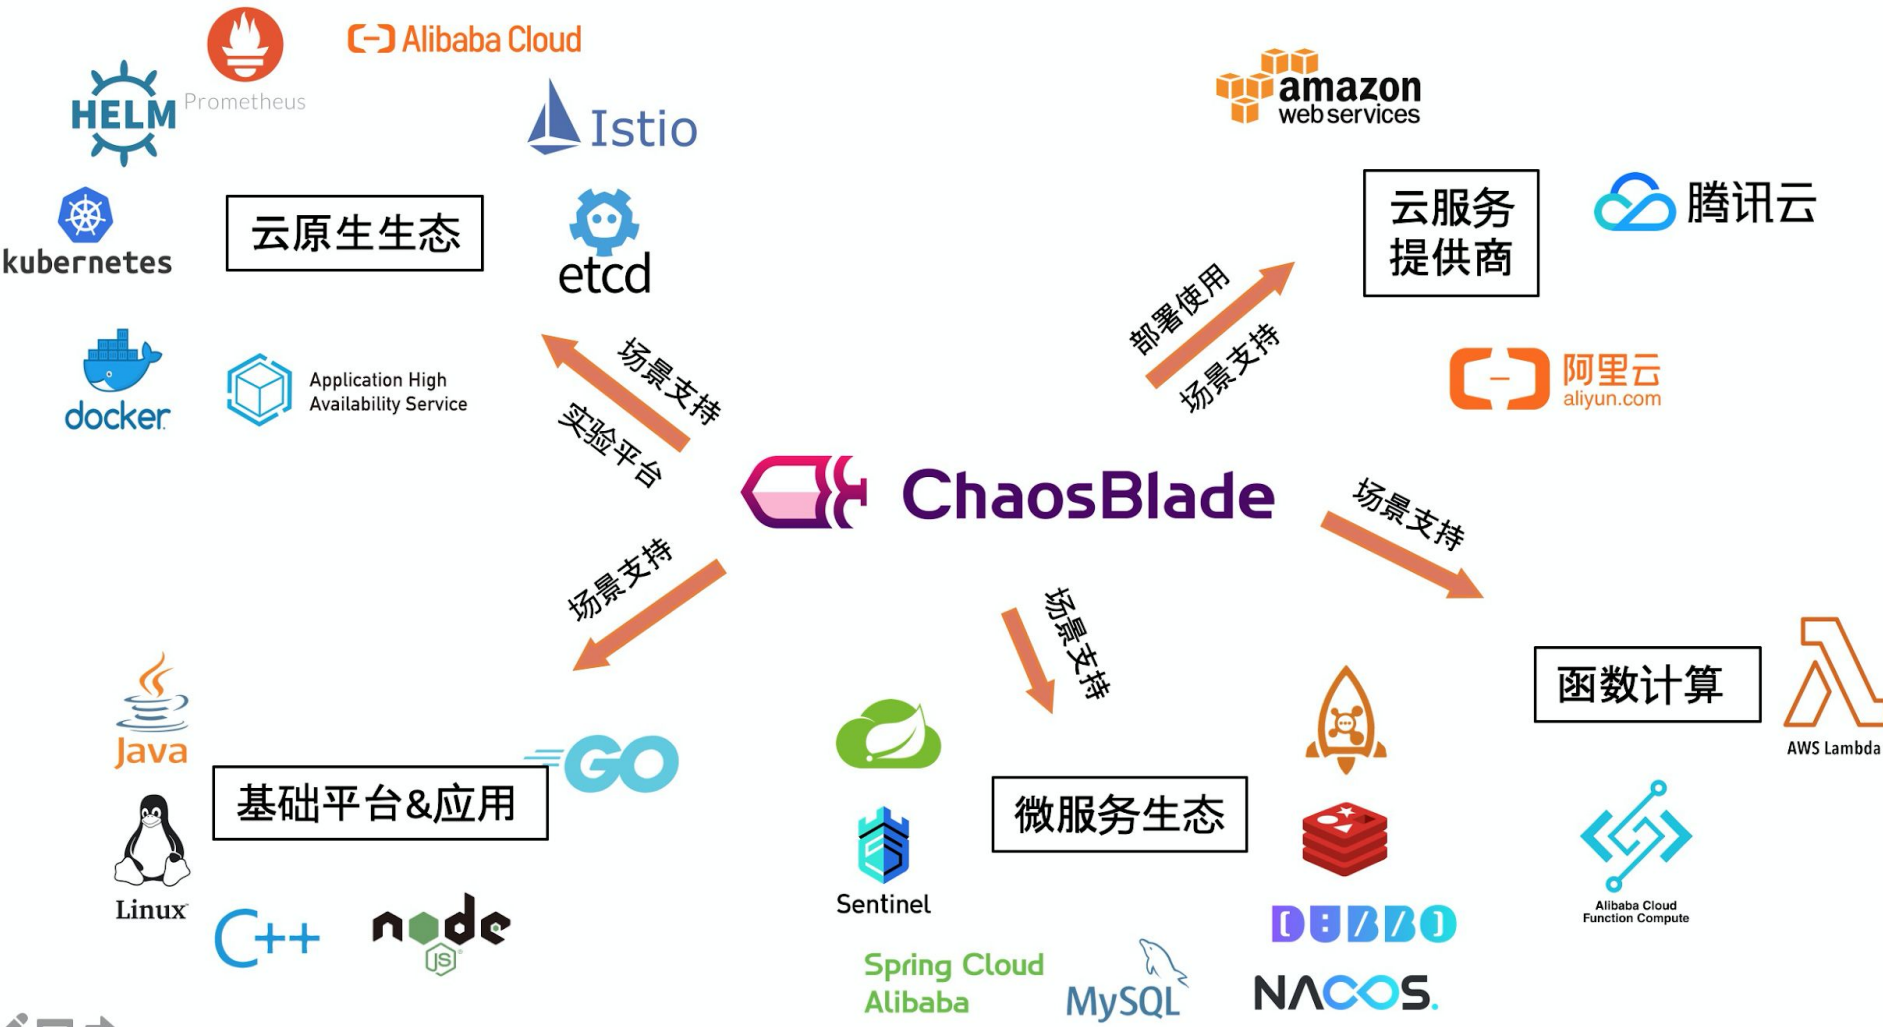 Prometheus
Alibaba Cloud
HELM
Istio
kubernetes
云原生生态
etcd
docker
Application High
Availability Service
场景支持
实验平台
amazon
web services
云服务
提供商
腾讯云
部署使用
场景支持
阿里云
aliyun.com
ChaosBlade
场景支持
场景支持
场景支持
Java
GO
基础平台&应用
Linux
C++
node
JS
微服务生态
Sentinel
Spring Cloud
Alibaba
MySQL
DUBBO
NACOS.
函数计算
AWS Lambda
Alibaba Cloud
Function Compute